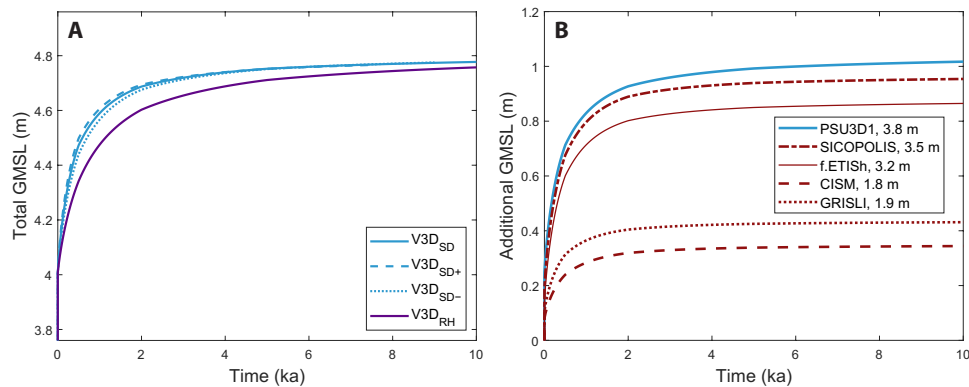 A
Total GMSL (m)
4.8
4.6
4.4
4.2
4
3.8
0
2
4
6
8
10
Time (ka)
V3D_SD
V3D_SD+
V3D_SD−
V3D_RH
B
Additional GMSL (m)
1.2
1
0.8
0.6
0.4
0.2
0
0
2
4
6
8
10
Time (ka)
PSU3D1, 3.8 m
SICOPOLIS, 3.5 m
f.ETISh, 3.2 m
CISM, 1.8 m
GRISLI, 1.9 m